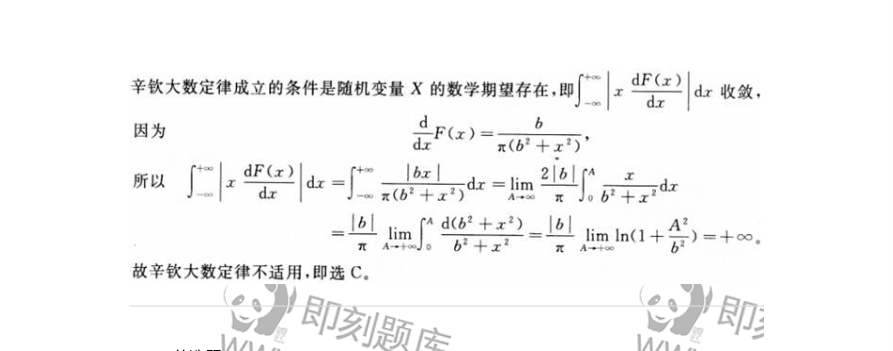 辛钦大数定律成立的条件是随机变量 X 的数学期望存在,即∫_{-∞}^{+∞} |x dF(x)/dx| dx 收敛,
因为 d/dx F(x) = b/(π(b²+x²)),
所以 ∫_{-∞}^{+∞} |x dF(x)/dx| dx = ∫_{-∞}^{+∞} |bx|/(π(b²+x²)) dx = lim_{A→∞} 2|b|/π ∫_0^A x/(b²+x²) dx
= |b|/π lim_{A→+∞} ∫_0^A d(b²+x²)/(b²+x²) = |b|/π lim_{A→+∞} ln(1+A²/b²) = +∞。
故辛钦大数定律不适用,即选 C。
即刻题库 即刻